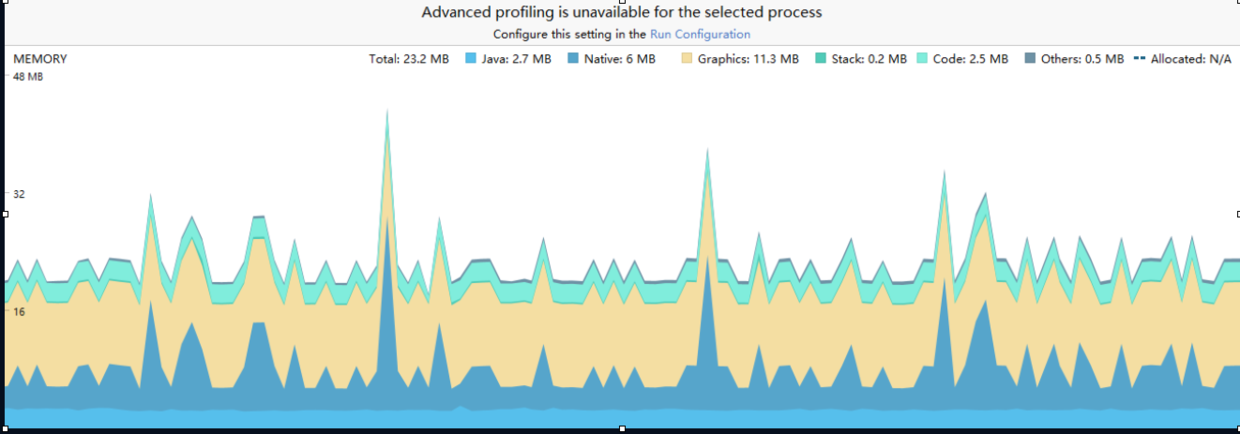 Advanced profiling is unavailable for the selected process
Configure this setting in the Run Configuration
MEMORY Total: 23.2 MB Java: 2.7 MB Native: 6 MB Graphics: 11.3 MB Stack: 0.2 MB Code: 2.5 MB Others: 0.5 MB Allocated: N/A
48 MB
32
16